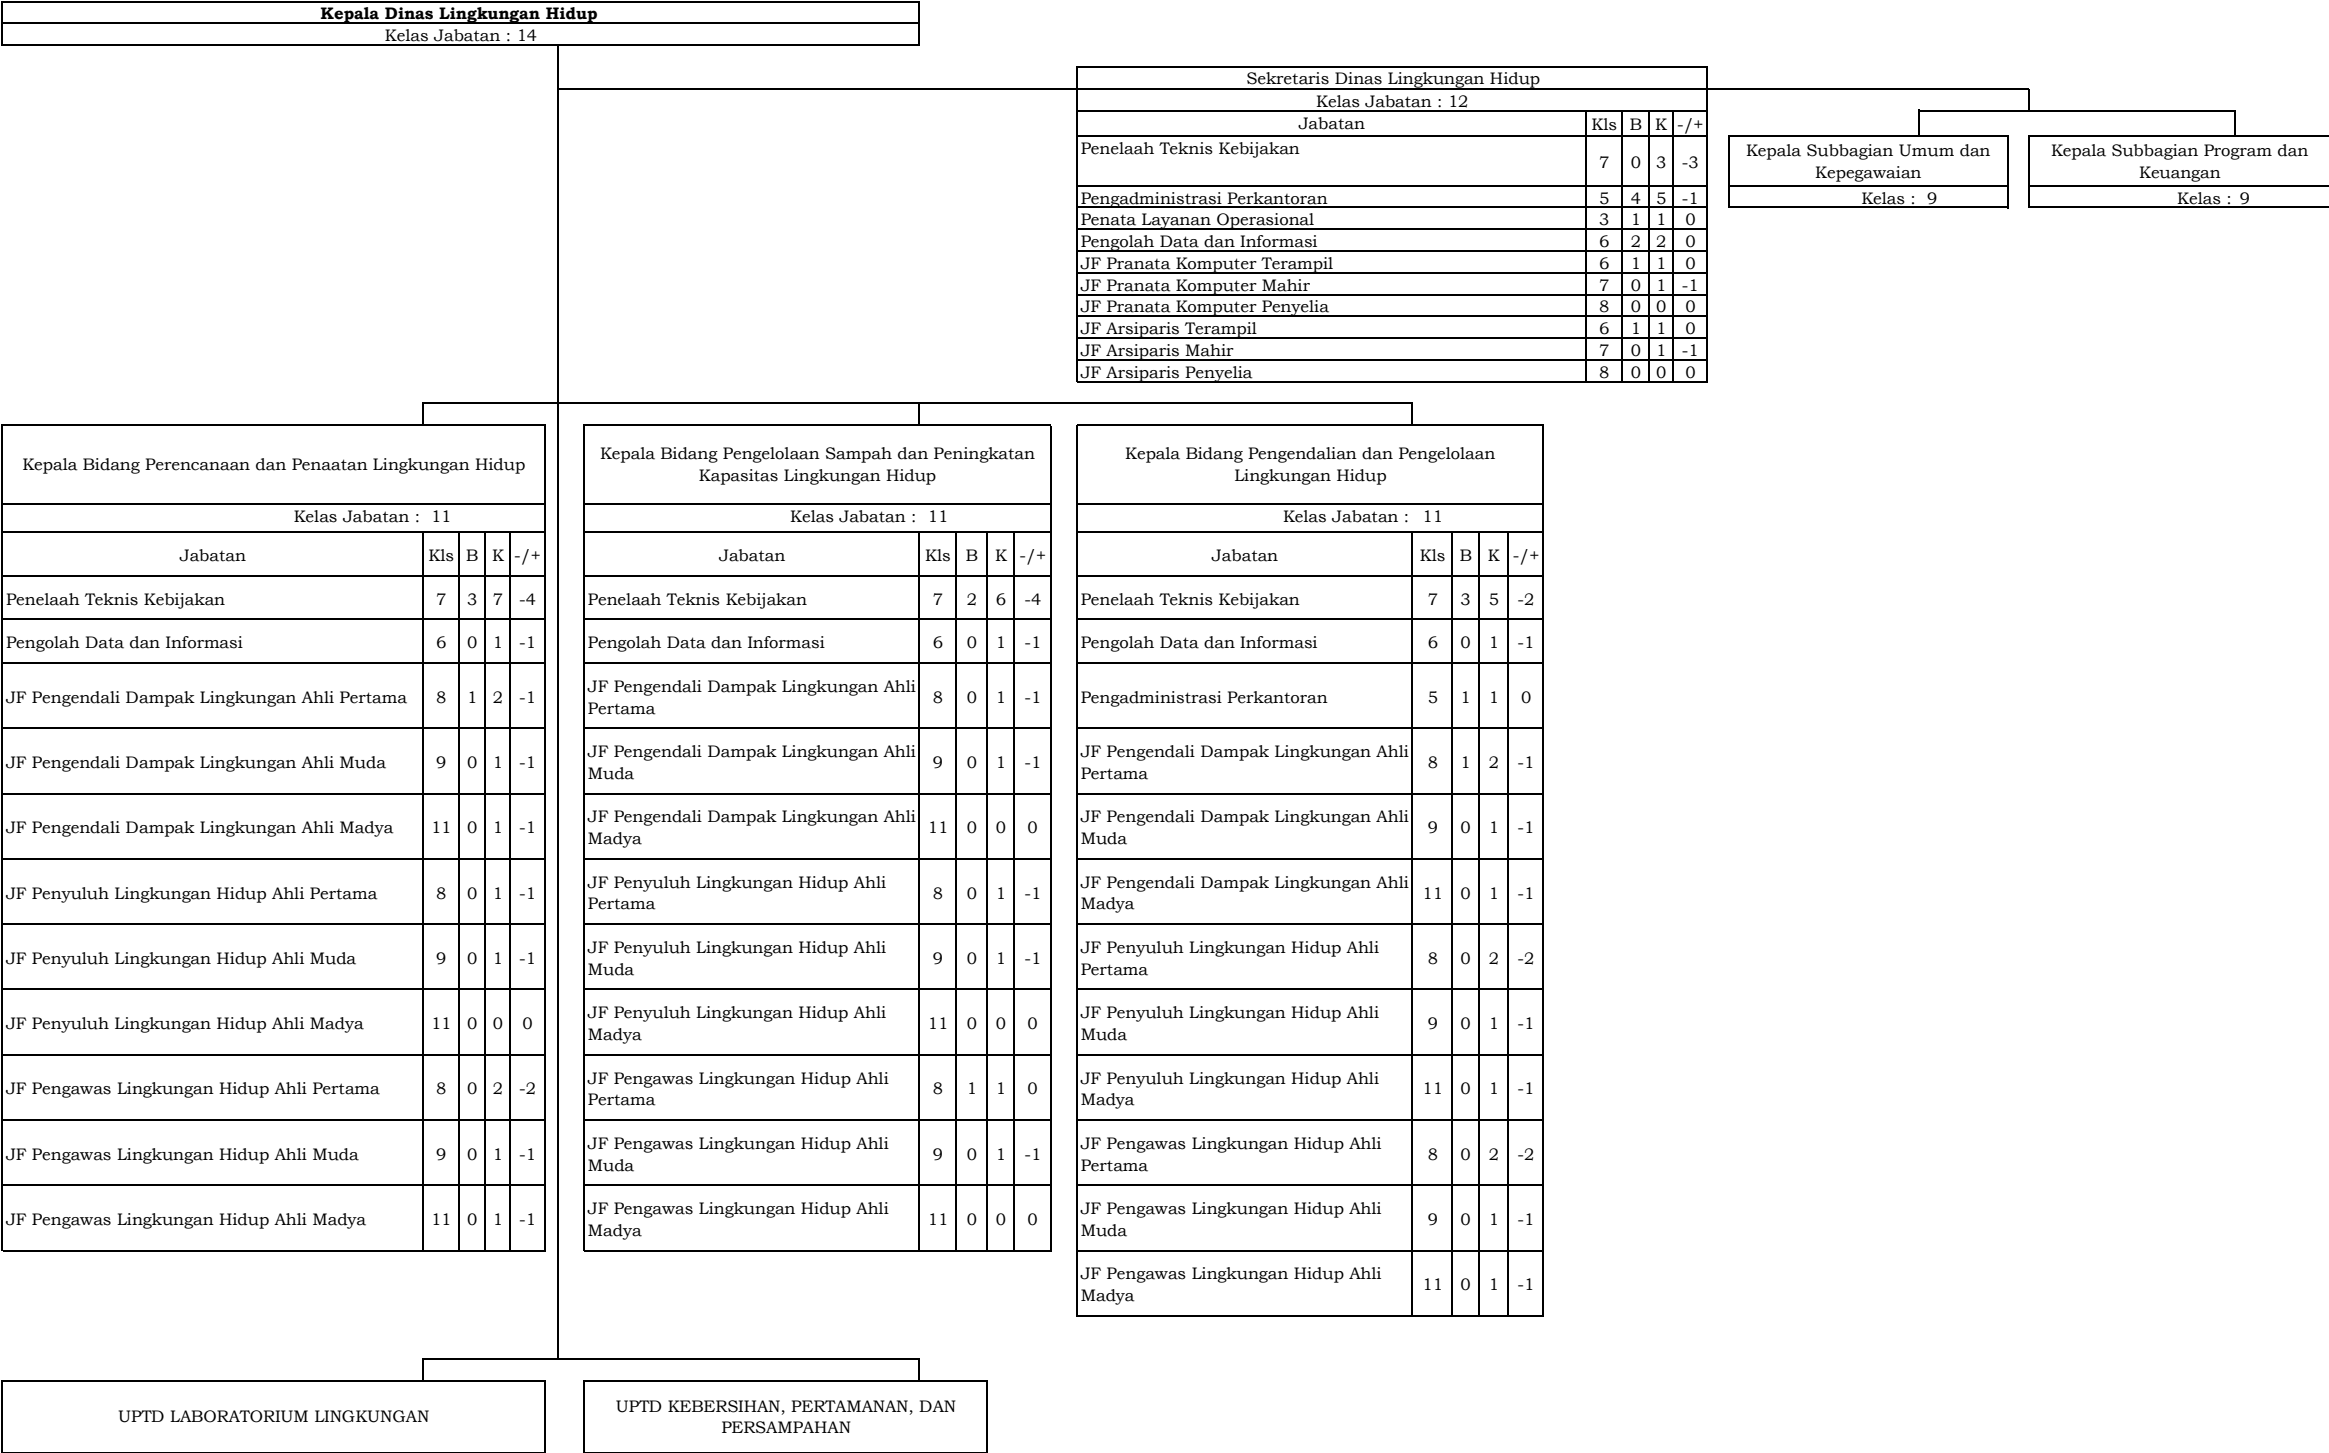 Kepala Dinas Lingkungan Hidup
Kelas Jabatan : 14
Sekretaris Dinas Lingkungan Hidup
Kelas Jabatan : 12
Jabatan Kls B K -/+
Penelaah Teknis Kebijakan 7 0 3 -3
Pengadministrasi Perkantoran 5 4 5 -1
Penata Layanan Operasional 3 1 1 0
Pengolah Data dan Informasi 6 2 2 0
JF Pranata Komputer Terampil 6 1 1 0
JF Pranata Komputer Mahir 7 0 1 -1
JF Pranata Komputer Penyelia 8 0 0 0
JF Arsiparis Terampil 6 1 1 0
JF Arsiparis Mahir 7 0 1 -1
JF Arsiparis Penyelia 8 0 0 0
Kepala Subbagian Umum dan
Kepegawaian
Kelas : 9
Kepala Subbagian Program dan
Keuangan
Kelas : 9
Kepala Bidang Perencanaan dan Penaatan Lingkungan Hidup
Kelas Jabatan : 11
Jabatan Kls B K -/+
Penelaah Teknis Kebijakan 7 3 7 -4
Pengolah Data dan Informasi 6 0 1 -1
JF Pengendali Dampak Lingkungan Ahli Pertama 8 1 2 -1
JF Pengendali Dampak Lingkungan Ahli Muda 9 0 1 -1
JF Pengendali Dampak Lingkungan Ahli Madya 11 0 1 -1
JF Penyuluh Lingkungan Hidup Ahli Pertama 8 0 1 -1
JF Penyuluh Lingkungan Hidup Ahli Muda 9 0 1 -1
JF Penyuluh Lingkungan Hidup Ahli Madya 11 0 0 0
JF Pengawas Lingkungan Hidup Ahli Pertama 8 0 2 -2
JF Pengawas Lingkungan Hidup Ahli Muda 9 0 1 -1
JF Pengawas Lingkungan Hidup Ahli Madya 11 0 1 -1
Kepala Bidang Pengelolaan Sampah dan Peningkatan
Kapasitas Lingkungan Hidup
Kelas Jabatan : 11
Jabatan Kls B K -/+
Penelaah Teknis Kebijakan 7 2 6 -4
Pengolah Data dan Informasi 6 0 1 -1
JF Pengendali Dampak Lingkungan Ahli
Pertama 8 0 1 -1
JF Pengendali Dampak Lingkungan Ahli
Muda 9 0 1 -1
JF Pengendali Dampak Lingkungan Ahli
Madya 11 0 0 0
JF Penyuluh Lingkungan Hidup Ahli
Pertama 8 0 1 -1
JF Penyuluh Lingkungan Hidup Ahli
Muda 9 0 1 -1
JF Penyuluh Lingkungan Hidup Ahli
Madya 11 0 0 0
JF Pengawas Lingkungan Hidup Ahli
Pertama 8 1 1 0
JF Pengawas Lingkungan Hidup Ahli
Muda 9 0 1 -1
JF Pengawas Lingkungan Hidup Ahli
Madya 11 0 0 0
Kepala Bidang Pengendalian dan Pengelolaan
Lingkungan Hidup
Kelas Jabatan : 11
Jabatan Kls B K -/+
Penelaah Teknis Kebijakan 7 3 5 -2
Pengolah Data dan Informasi 6 0 1 -1
Pengadministrasi Perkantoran 5 1 1 0
JF Pengendali Dampak Lingkungan Ahli
Pertama 8 1 2 -1
JF Pengendali Dampak Lingkungan Ahli
Muda 9 0 1 -1
JF Pengendali Dampak Lingkungan Ahli
Madya 11 0 1 -1
JF Penyuluh Lingkungan Hidup Ahli
Pertama 8 0 2 -2
JF Penyuluh Lingkungan Hidup Ahli
Muda 9 0 1 -1
JF Penyuluh Lingkungan Hidup Ahli
Madya 11 0 1 -1
JF Pengawas Lingkungan Hidup Ahli
Pertama 8 0 2 -2
JF Pengawas Lingkungan Hidup Ahli
Muda 9 0 1 -1
JF Pengawas Lingkungan Hidup Ahli
Madya 11 0 1 -1
UPTD LABORATORIUM LINGKUNGAN
UPTD KEBERSIHAN, PERTAMANAN, DAN
PERSAMPAHAN